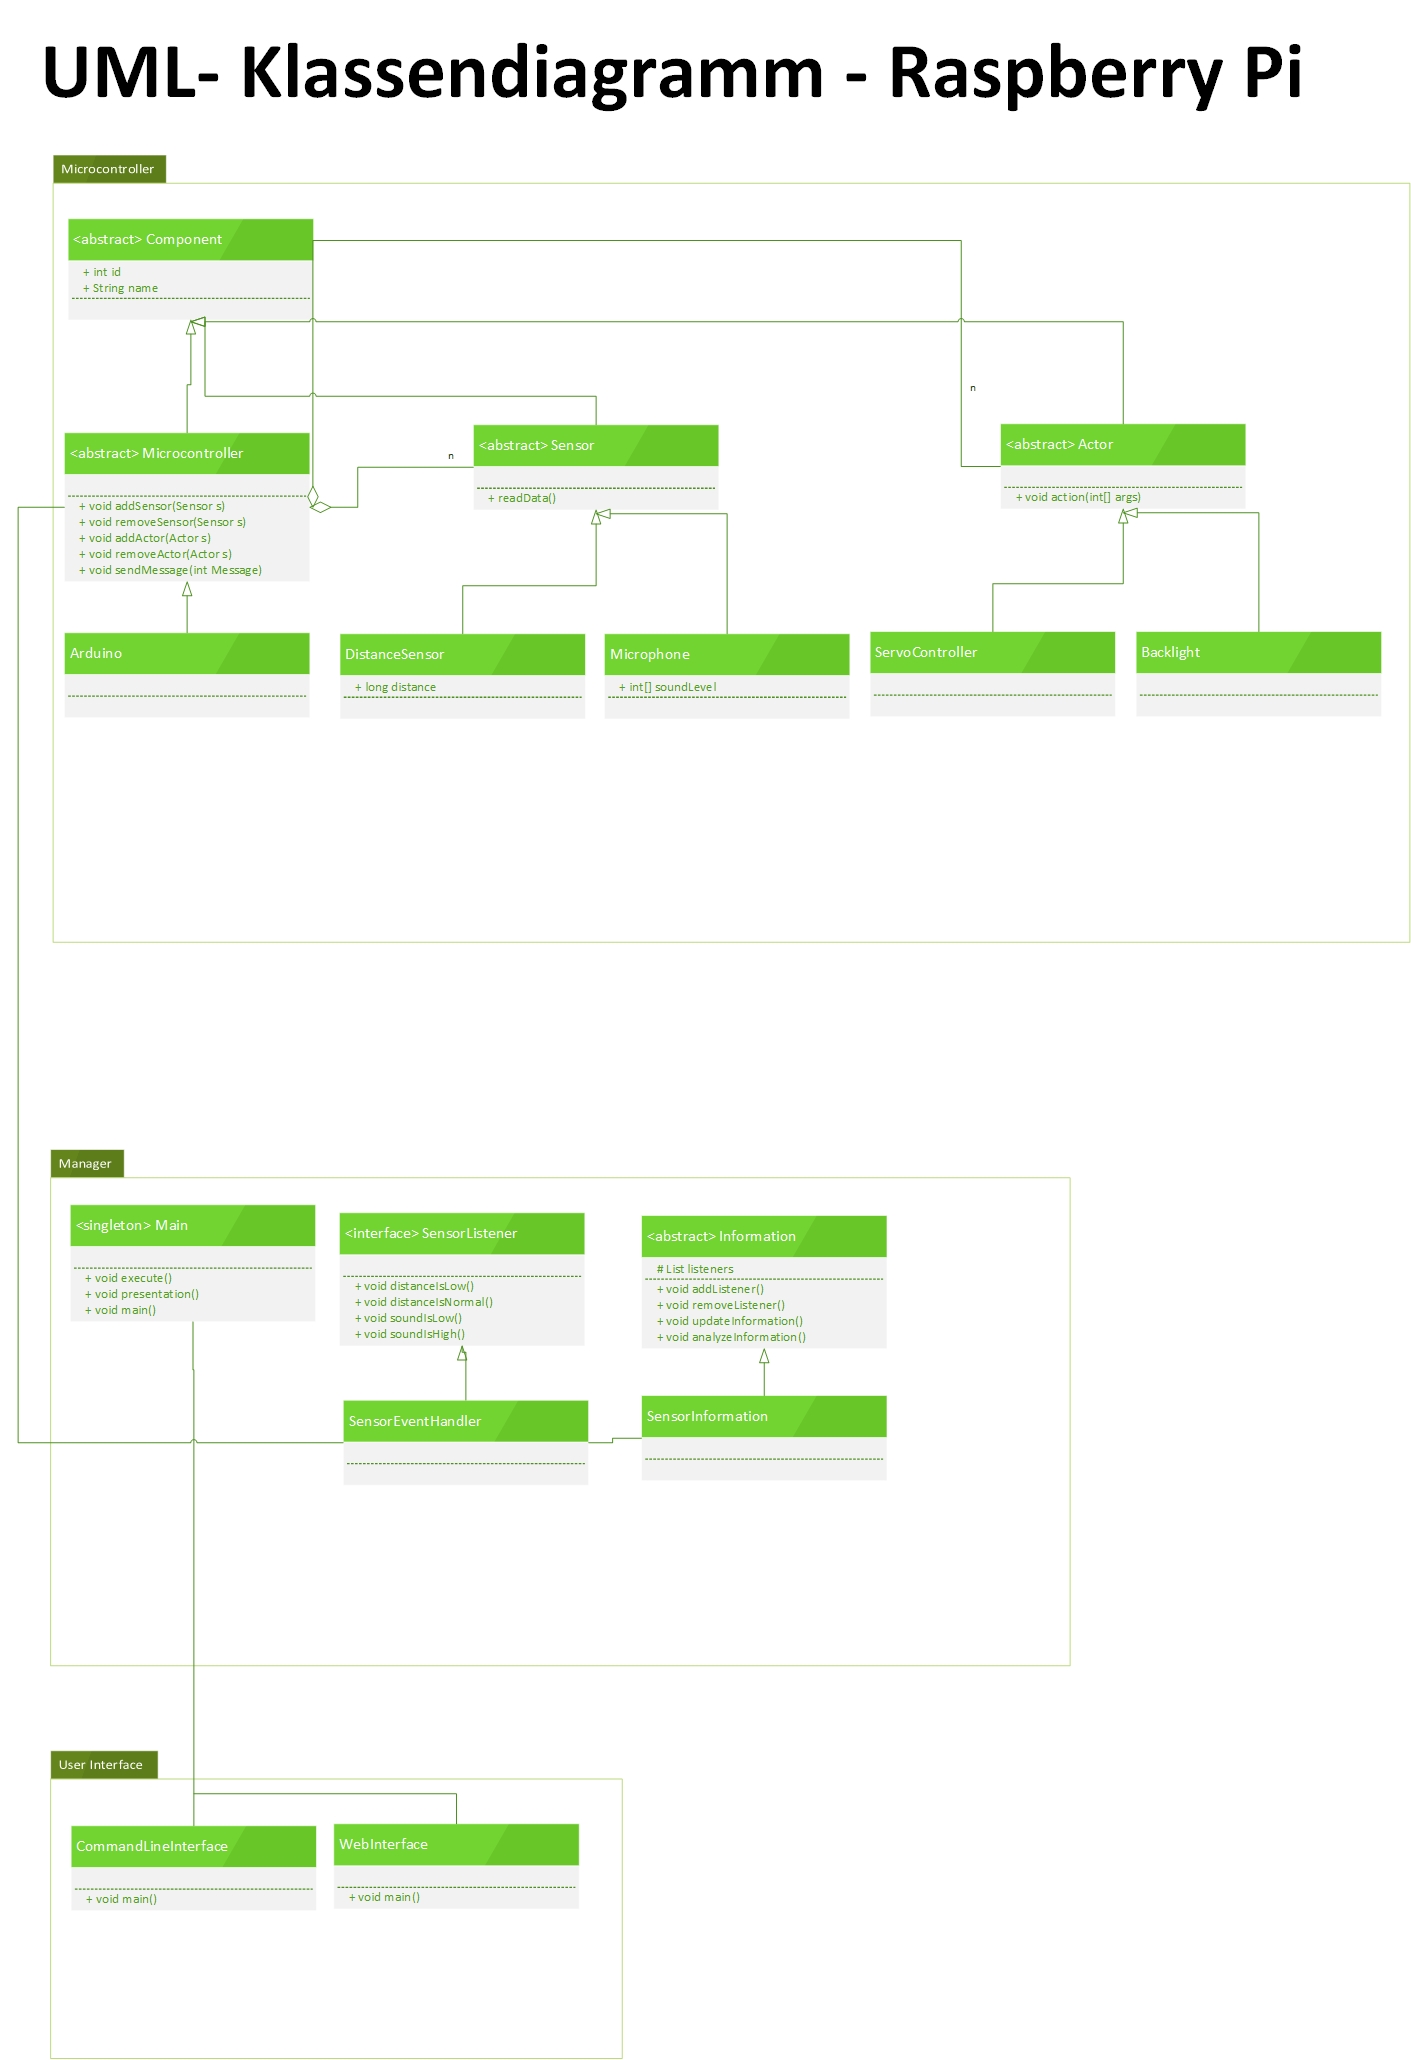 UML- Klassendiagramm - Raspberry Pi
Microcontroller
<abstract> Component
+ int id
+ String name
<abstract> Microcontroller
+ void addSensor(Sensor s)
+ void removeSensor(Sensor s)
+ void addActor(Actor s)
+ void removeActor(Actor s)
+ void sendMessage(int Message)
n
<abstract> Sensor
+ readData()
n
<abstract> Actor
+ void action(int[] args)
Arduino
DistanceSensor
+ long distance
Microphone
+ int[] soundLevel
ServoController
Backlight
Manager
<singleton> Main
+ void execute()
+ void presentation()
+ void main()
<interface> SensorListener
+ void distanceIsLow()
+ void distanceIsNormal()
+ void soundIsLow()
+ void soundIsHigh()
<abstract> Information
# List listeners
+ void addListener()
+ void removeListener()
+ void updateInformation()
+ void analyzeInformation()
SensorEventHandler
SensorInformation
User Interface
CommandLineInterface
+ void main()
WebInterface
+ void main()